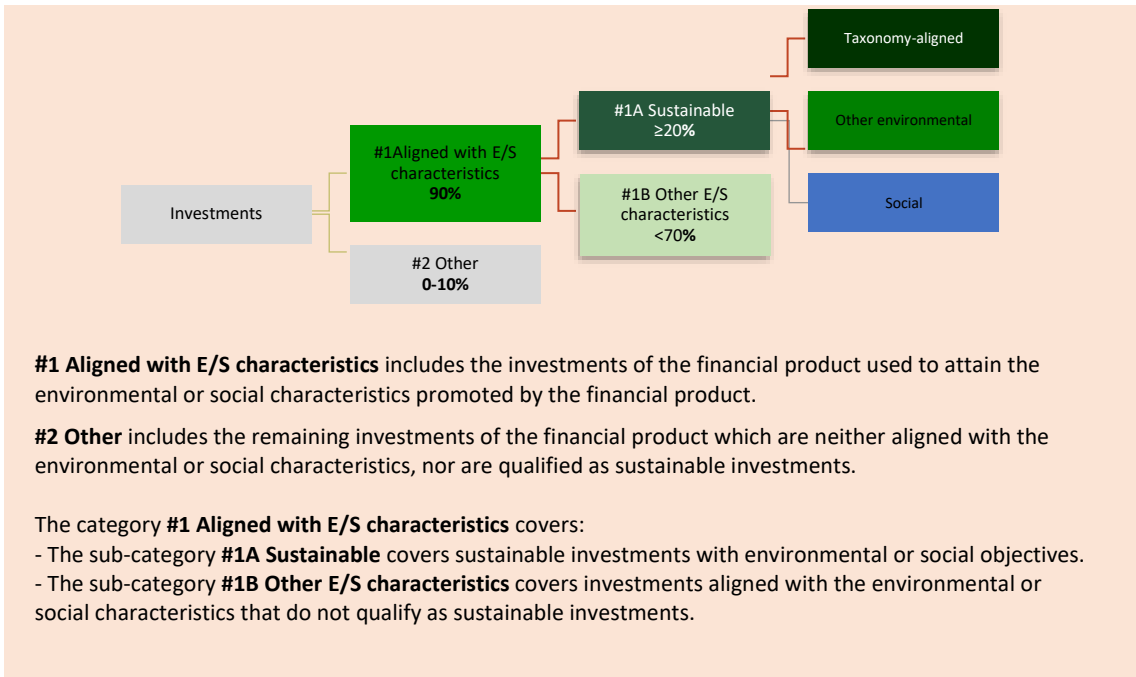 Taxonomy-aligned
#1A Sustainable
≥20%
Other environmental
#1Aligned with E/S
characteristics
90%
#1B Other E/S
characteristics
<70%
Social
Investments
#2 Other
0-10%
#1 Aligned with E/S characteristics includes the investments of the financial product used to attain the
environmental or social characteristics promoted by the financial product.
#2 Other includes the remaining investments of the financial product which are neither aligned with the
environmental or social characteristics, nor are qualified as sustainable investments.
The category #1 Aligned with E/S characteristics covers:
- The sub-category #1A Sustainable covers sustainable investments with environmental or social objectives.
- The sub-category #1B Other E/S characteristics covers investments aligned with the environmental or
social characteristics that do not qualify as sustainable investments.